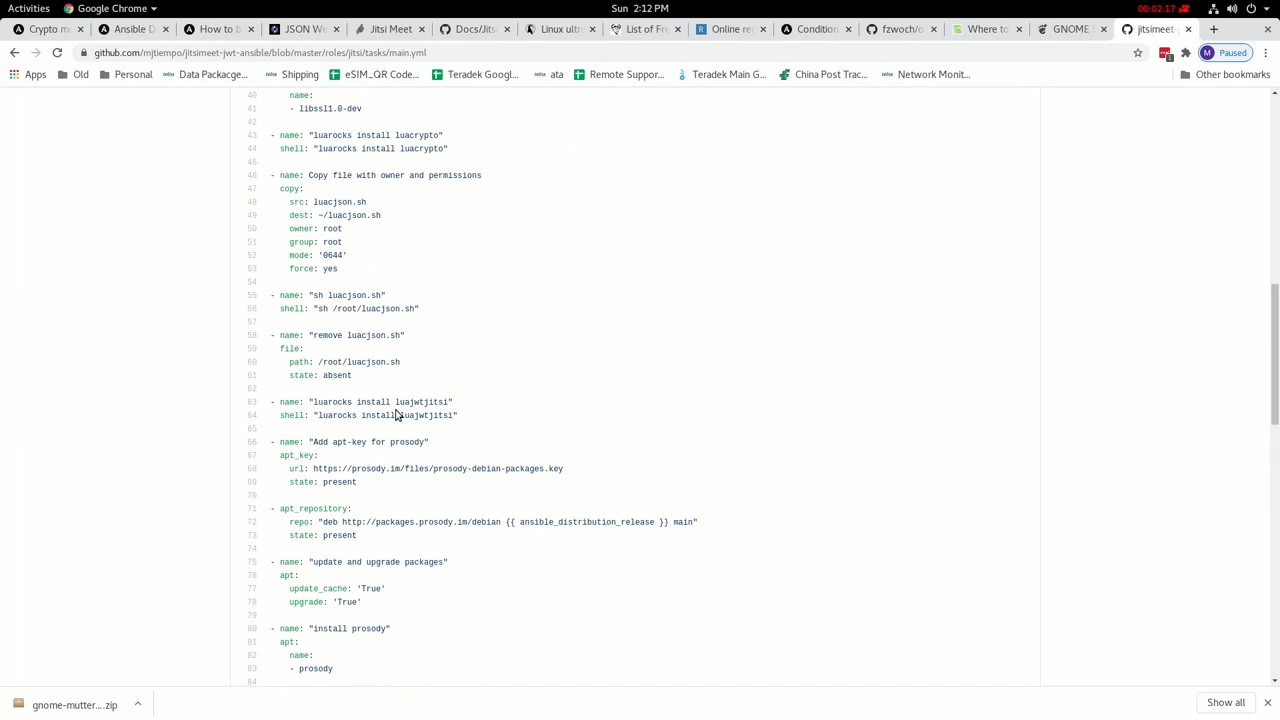 Activities
Google Chrome
Sun 2:12 PM
00:02:17
Crypto m
Ansible D
How to b
JSON We
Jitsi Meet
Docs/Jits
Linux ultr
List of Fre
Online re
Condition
fzwoch/o
Where to
GNOME S
jitsimeet-
github.com/mjtiempo/jitsimeet-jwt-ansible/blob/master/roles/jitsi/tasks/main.yml
1
M
Paused
Apps
Old
Personal
Data Package...
Shipping
eSIM_QR Code...
Teradek Googl...
ata
Remote Suppor...
Teradek Main G...
China Post Trac...
Network Monit...
Other bookmarks
40 name:
41 - libssl1.0-dev
42
43 - name: "luarocks install luacrypto"
44 shell: "luarocks install luacrypto"
45
46 - name: Copy file with owner and permissions
47 copy:
48 src: luacjson.sh
49 dest: ~/luacjson.sh
50 owner: root
51 group: root
52 mode: '0644'
53 force: yes
54
55 - name: "sh luacjson.sh"
56 shell: "sh /root/luacjson.sh"
57
58 - name: "remove luacjson.sh"
59 file:
60 path: /root/luacjson.sh
61 state: absent
62
63 - name: "luarocks install luajwtjitsi"
64 shell: "luarocks install luajwtjitsi"
65
66 - name: "Add apt-key for prosody"
67 apt_key:
68 url: https://prosody.im/files/prosody-debian-packages.key
69 state: present
70
71 - apt_repository:
72 repo: "deb http://packages.prosody.im/debian {{ ansible_distribution_release }} main"
73 state: present
74
75 - name: "update and upgrade packages"
76 apt:
77 update_cache: 'True'
78 upgrade: 'True'
79
80 - name: "install prosody"
81 apt:
82 name:
83 - prosody
84
gnome-mutter....zip
Show all